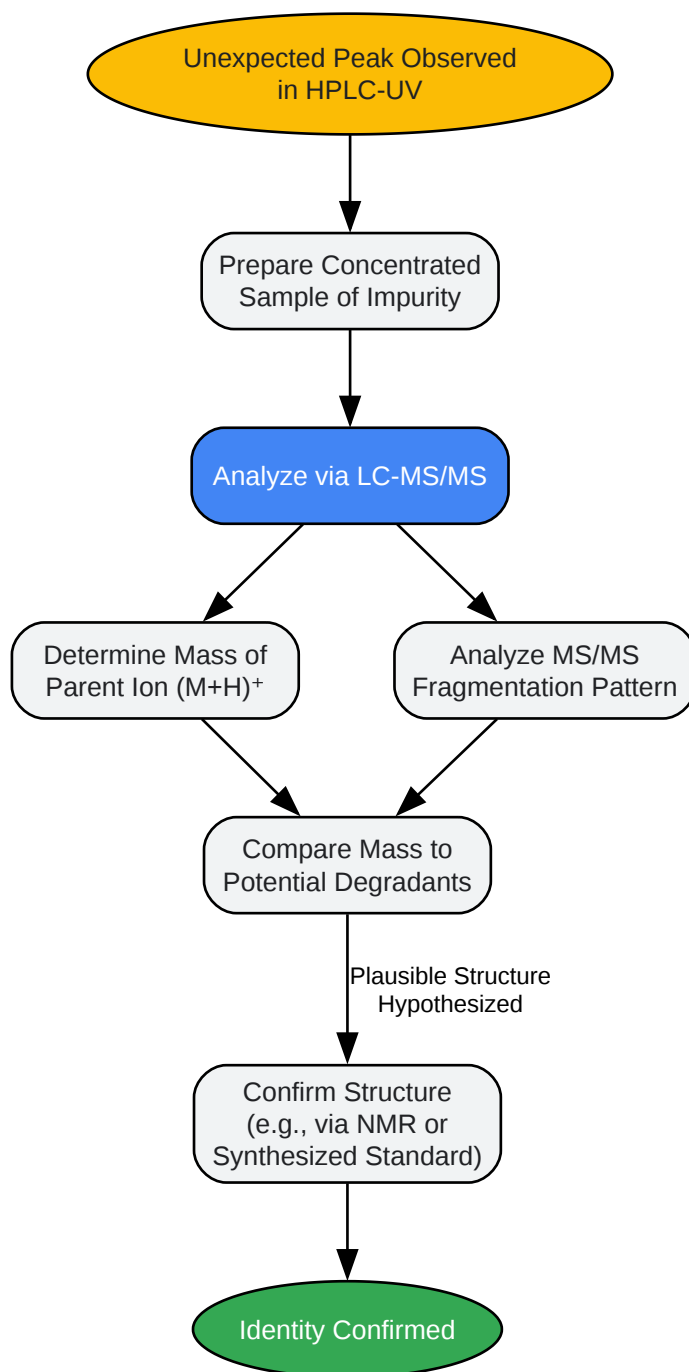 Unexpected Peak Observed
in HPLC-UV
Prepare Concentrated
Sample of Impurity
Analyze via LC-MS/MS
Determine Mass of
Parent Ion (M+H)⁺
Analyze MS/MS
Fragmentation Pattern
Compare Mass to
Potential Degradants
Plausible Structure
Hypothesized
Confirm Structure
(e.g., via NMR or
Synthesized Standard)
Identity Confirmed